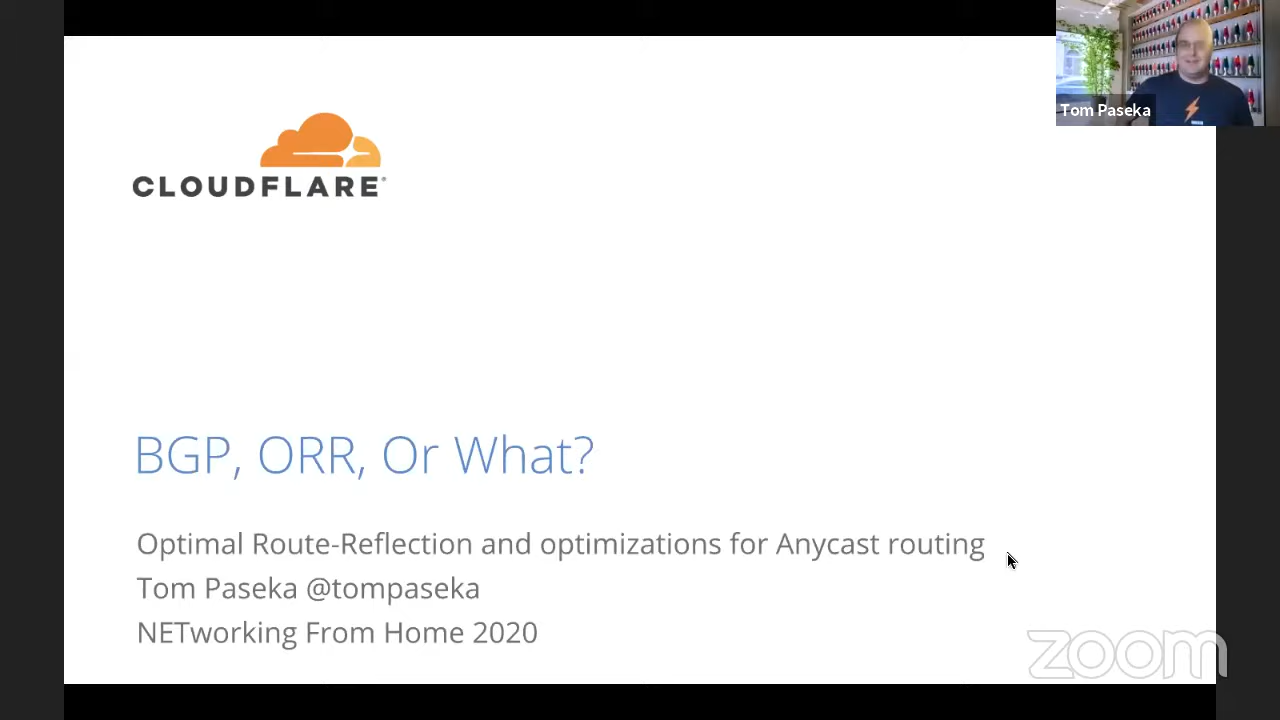 Tom Paseka
CLOUDFLARE®
BGP, ORR, Or What?
Optimal Route-Reflection and optimizations for Anycast routing
Tom Paseka @tompaseka
NETworking From Home 2020
zoom